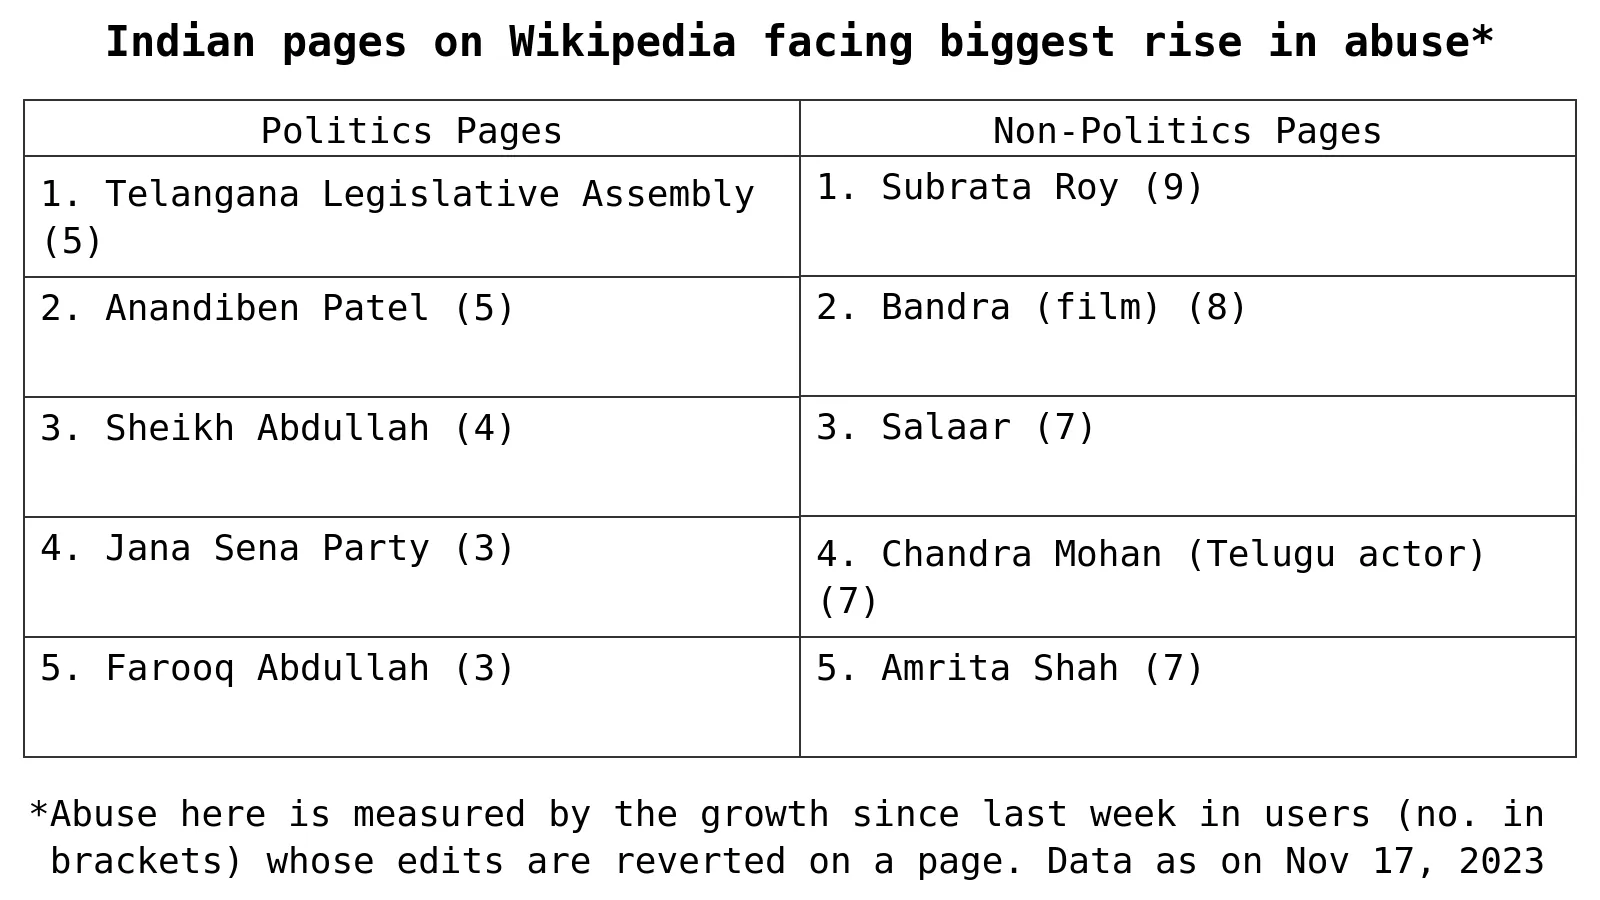 Indian pages on Wikipedia facing biggest rise in abuse*
Politics Pages
Non-Politics Pages
1. Telangana Legislative Assembly
(5)
1. Subrata Roy (9)
2. Anandiben Patel (5)
2. Bandra (film) (8)
3. Sheikh Abdullah (4)
3. Salaar (7)
4. Jana Sena Party (3)
4. Chandra Mohan (Telugu actor)
(7)
5. Farooq Abdullah (3)
5. Amrita Shah (7)
*Abuse here is measured by the growth since last week in users (no. in
brackets) whose edits are reverted on a page. Data as on Nov 17, 2023